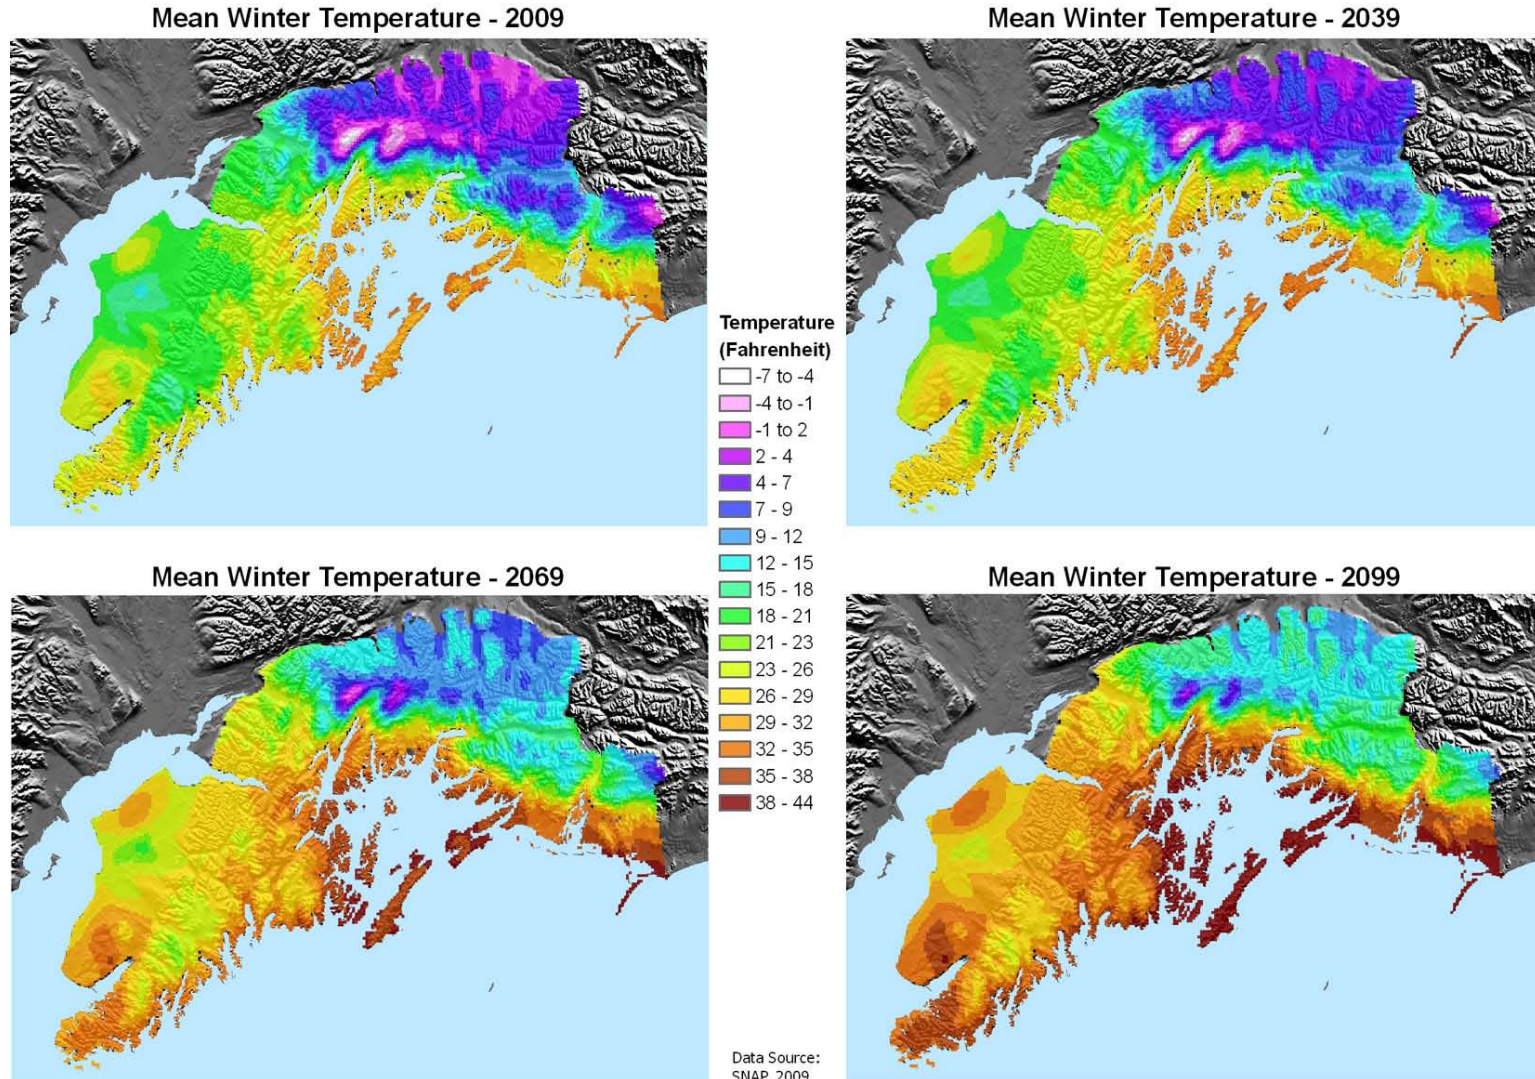 Mean Winter Temperature - 2009
Mean Winter Temperature - 2039
Temperature
(Fahrenheit)
-7 to -4
-4 to -1
-1 to 2
2 - 4
4 - 7
7 - 9
9 - 12
12 - 15
15 - 18
18 - 21
21 - 23
23 - 26
26 - 29
29 - 32
32 - 35
35 - 38
38 - 44
Mean Winter Temperature - 2069
Mean Winter Temperature - 2099
Data Source:
SNAP, 2009